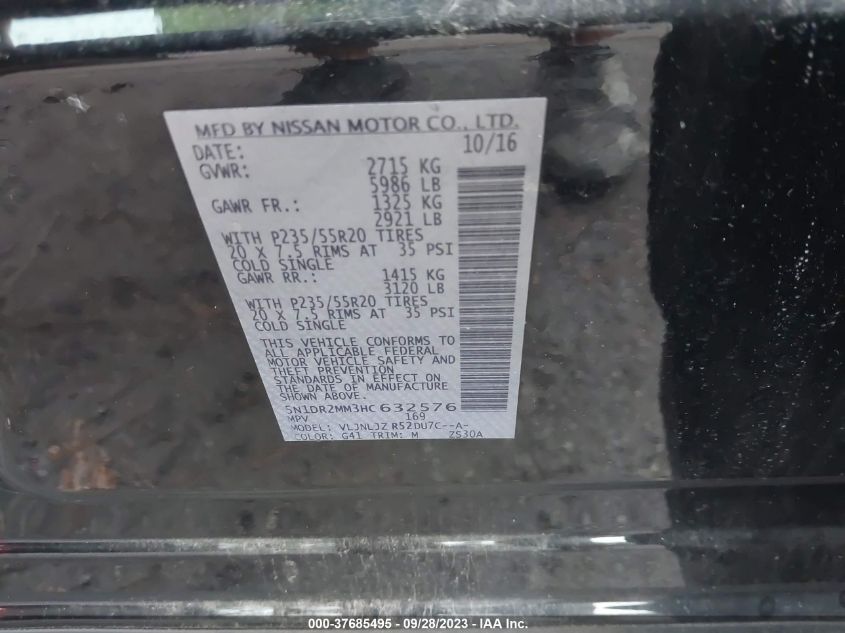 MFD BY NISSAN MOTOR CO., LTD.
DATE: 10/16
GVWR: 2715 KG
5986 LB
GAWR FR.: 1325 KG
2921 LB
WITH P235/55R20 TIRES
20 X 7.5 RIMS AT 35 PSI
COLD SINGLE
GAWR RR.: 1415 KG
3120 LB
WITH P235/55R20 TIRES
20 X 7.5 RIMS AT 35 PSI
COLD SINGLE
THIS VEHICLE CONFORMS TO
ALL APPLICABLE FEDERAL
MOTOR VEHICLE SAFETY AND
THEFT PREVENTION
STANDARDS IN EFFECT ON
THE DATE OF MANUFACTURE
SHOWN ABOVE.
5N1DR2MM3HC632576
MPV 169
MODEL: VLJNLJZ R52DU7C--A-
COLOR: G41 TRIM: M ZS30A
000-37685495 - 09/28/2023 - IAA Inc.